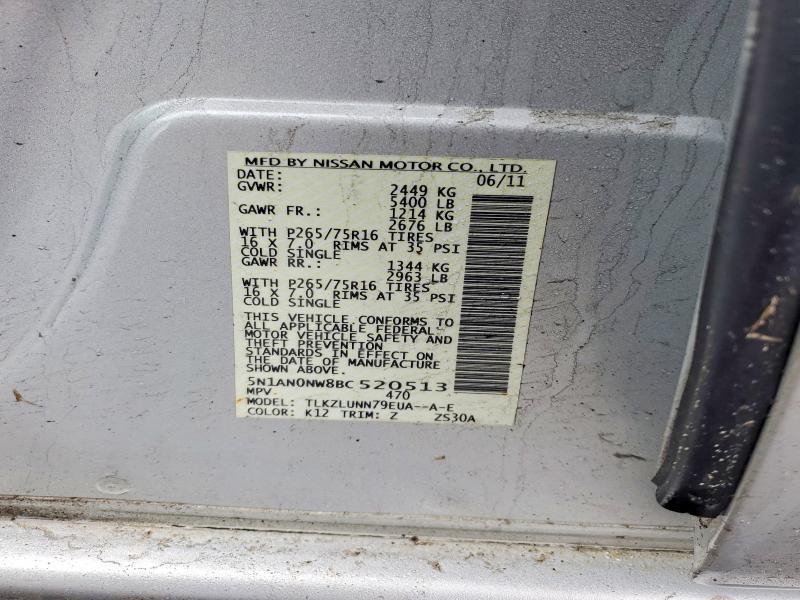 MFD BY NISSAN MOTOR CO., LTD.
DATE: 06/11
GVWR: 2449 KG
5400 LB
GAWR FR.: 1214 KG
2676 LB
WITH P265/75R16 TIRES
16 X 7.0 RIMS AT 35 PSI
COLD SINGLE
GAWR RR.: 1344 KG
2963 LB
WITH P265/75R16 TIRES
16 X 7.0 RIMS AT 35 PSI
COLD SINGLE
THIS VEHICLE CONFORMS TO
ALL APPLICABLE FEDERAL
MOTOR VEHICLE SAFETY AND
THEFT PREVENTION
STANDARDS IN EFFECT ON
THE DATE OF MANUFACTURE
SHOWN ABOVE.
5N1AN0NW8BC520513
MPV 470
MODEL: TLKZLUNN79EUA--A-E
COLOR: K12 TRIM: Z ZS30A